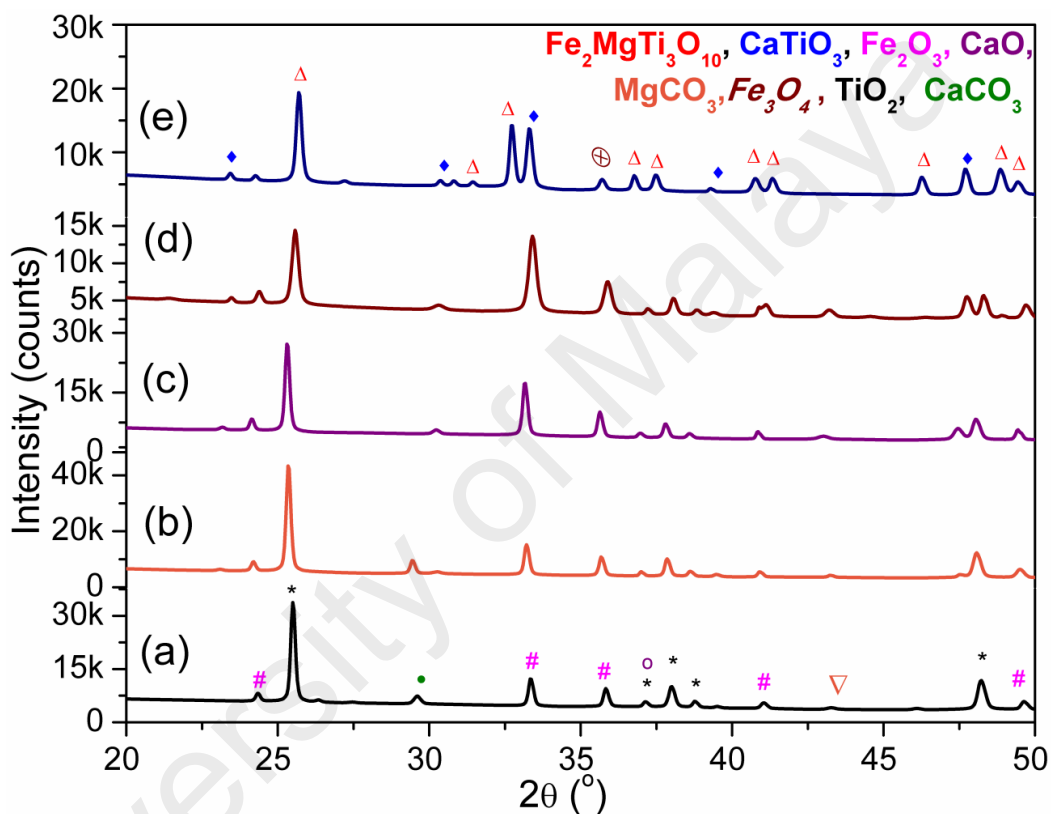 30k
20k
10k
15k
10k
5k
30k
15k
0
40k
20k
0
30k
15k
0
Intensity (counts)
Fe₂MgTi₃O₁₀, CaTiO₃, Fe₂O₃, CaO,
MgCO₃,Fe₃O₄, TiO₂, CaCO₃
(e)
(d)
(c)
(b)
(a)
* # # # # # o * * * *
20 25 30 35 40 45 50
2θ (°)
University of Malaya